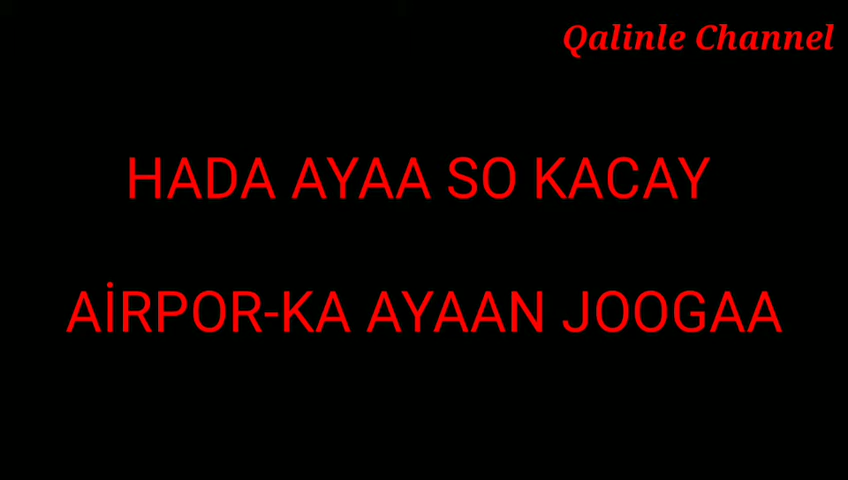 Qalinle Channel
HADA AYAA SO KACAY
AİRPOR-KA AYAAN JOOGAA